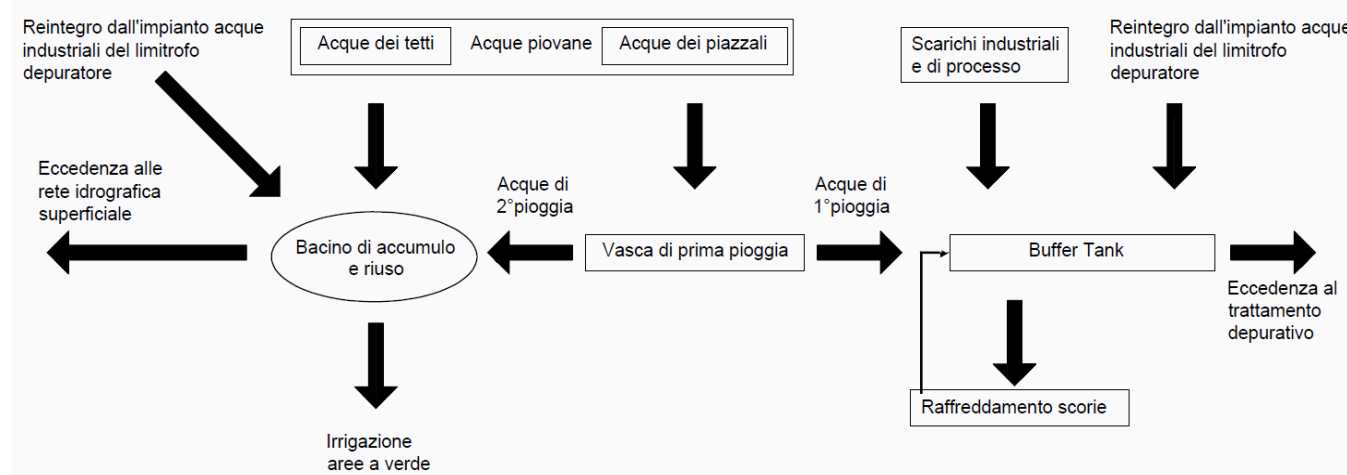 Reintegro dall'impianto acque
industriali del limitrofo
depuratore
Acque dei tetti
Acque piovane
Acque dei piazzali
Scarichi industriali
e di processo
Reintegro dall'impianto acque
industriali del limitrofo
depuratore
Eccedenza alle
rete idrografica
superficiale
Acque di
2°pioggia
Acque di
1°pioggia
Bacino di accumulo
e riuso
Vasca di prima pioggia
Buffer Tank
Eccedenza al
trattamento
depurativo
Raffreddamento scorie
Irrigazione
aree a verde